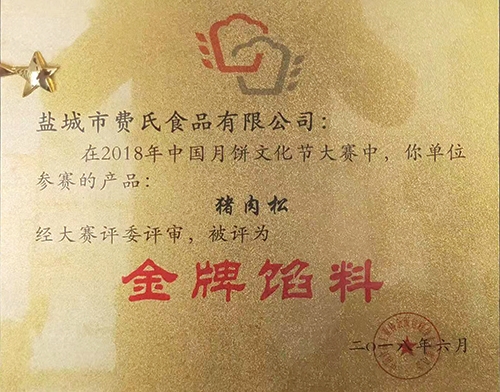 盐城市费氏食品有限公司：
在2018年中国月饼文化节大赛中，你单位
参赛的产品：
猪肉松
经大赛评委评审，被评为
金牌馅料
二〇一八年六月